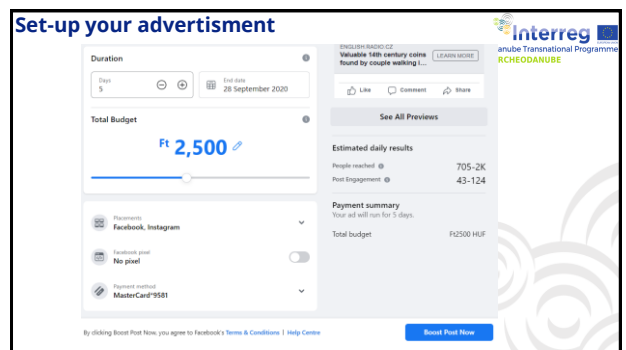 Set-up your advertisment
Interreg
anube Transnational Programme
RCHEODANUBE
Duration
Days
5
End date
28 September 2020
Total Budget
Ft 2,500
Placements
Facebook, Instagram
Facebook pixel
No pixel
Payment method
MasterCard*9581
ENGLISH.RADIO.CZ
Valuable 14th century coins
found by couple walking i...
LEARN MORE
Like Comment Share
See All Previews
Estimated daily results
People reached 705-2K
Post Engagement 43-124
Payment summary
Your ad will run for 5 days.
Total budget Ft2500 HUF
By clicking Boost Post Now, you agree to Facebook's Terms & Conditions | Help Centre
Boost Post Now